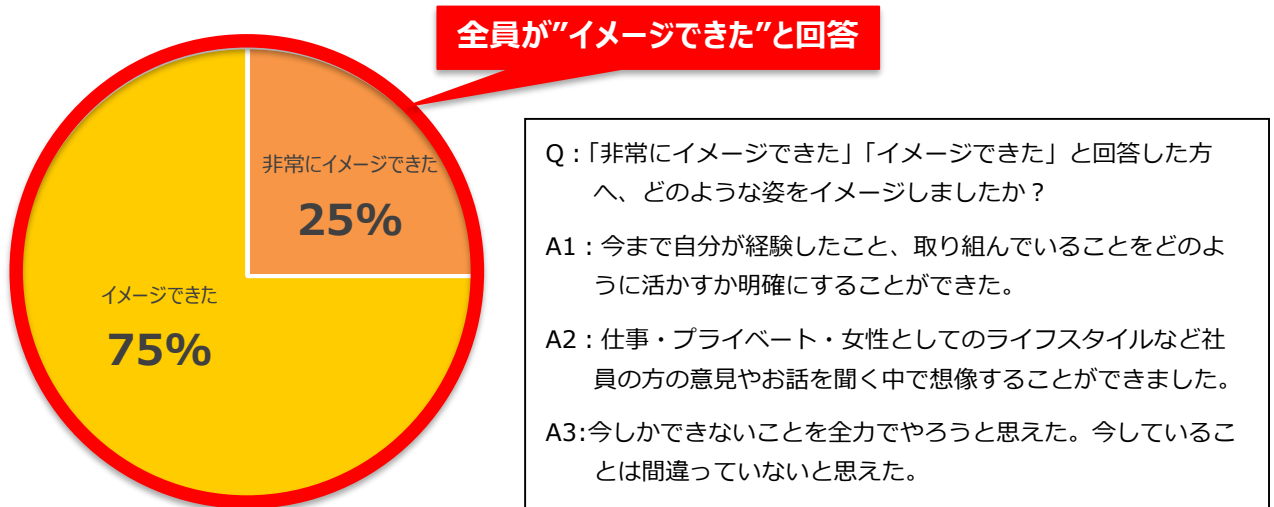 全員が”イメージできた”と回答
非常にイメージできた
25%
イメージできた
75%
Q：「非常にイメージできた」「イメージできた」と回答した方
へ、どのような姿をイメージしましたか？
A1：今まで自分が経験したこと、取り組んでいることをどのよ
うに活かすか明確にすることができた。
A2：仕事・プライベート・女性としてのライフスタイルなど社
員の方の意見やお話を聞く中で想像することができました。
A3:今しかできないことを全力でやろうと思えた。今しているこ
とは間違っていないと思えた。